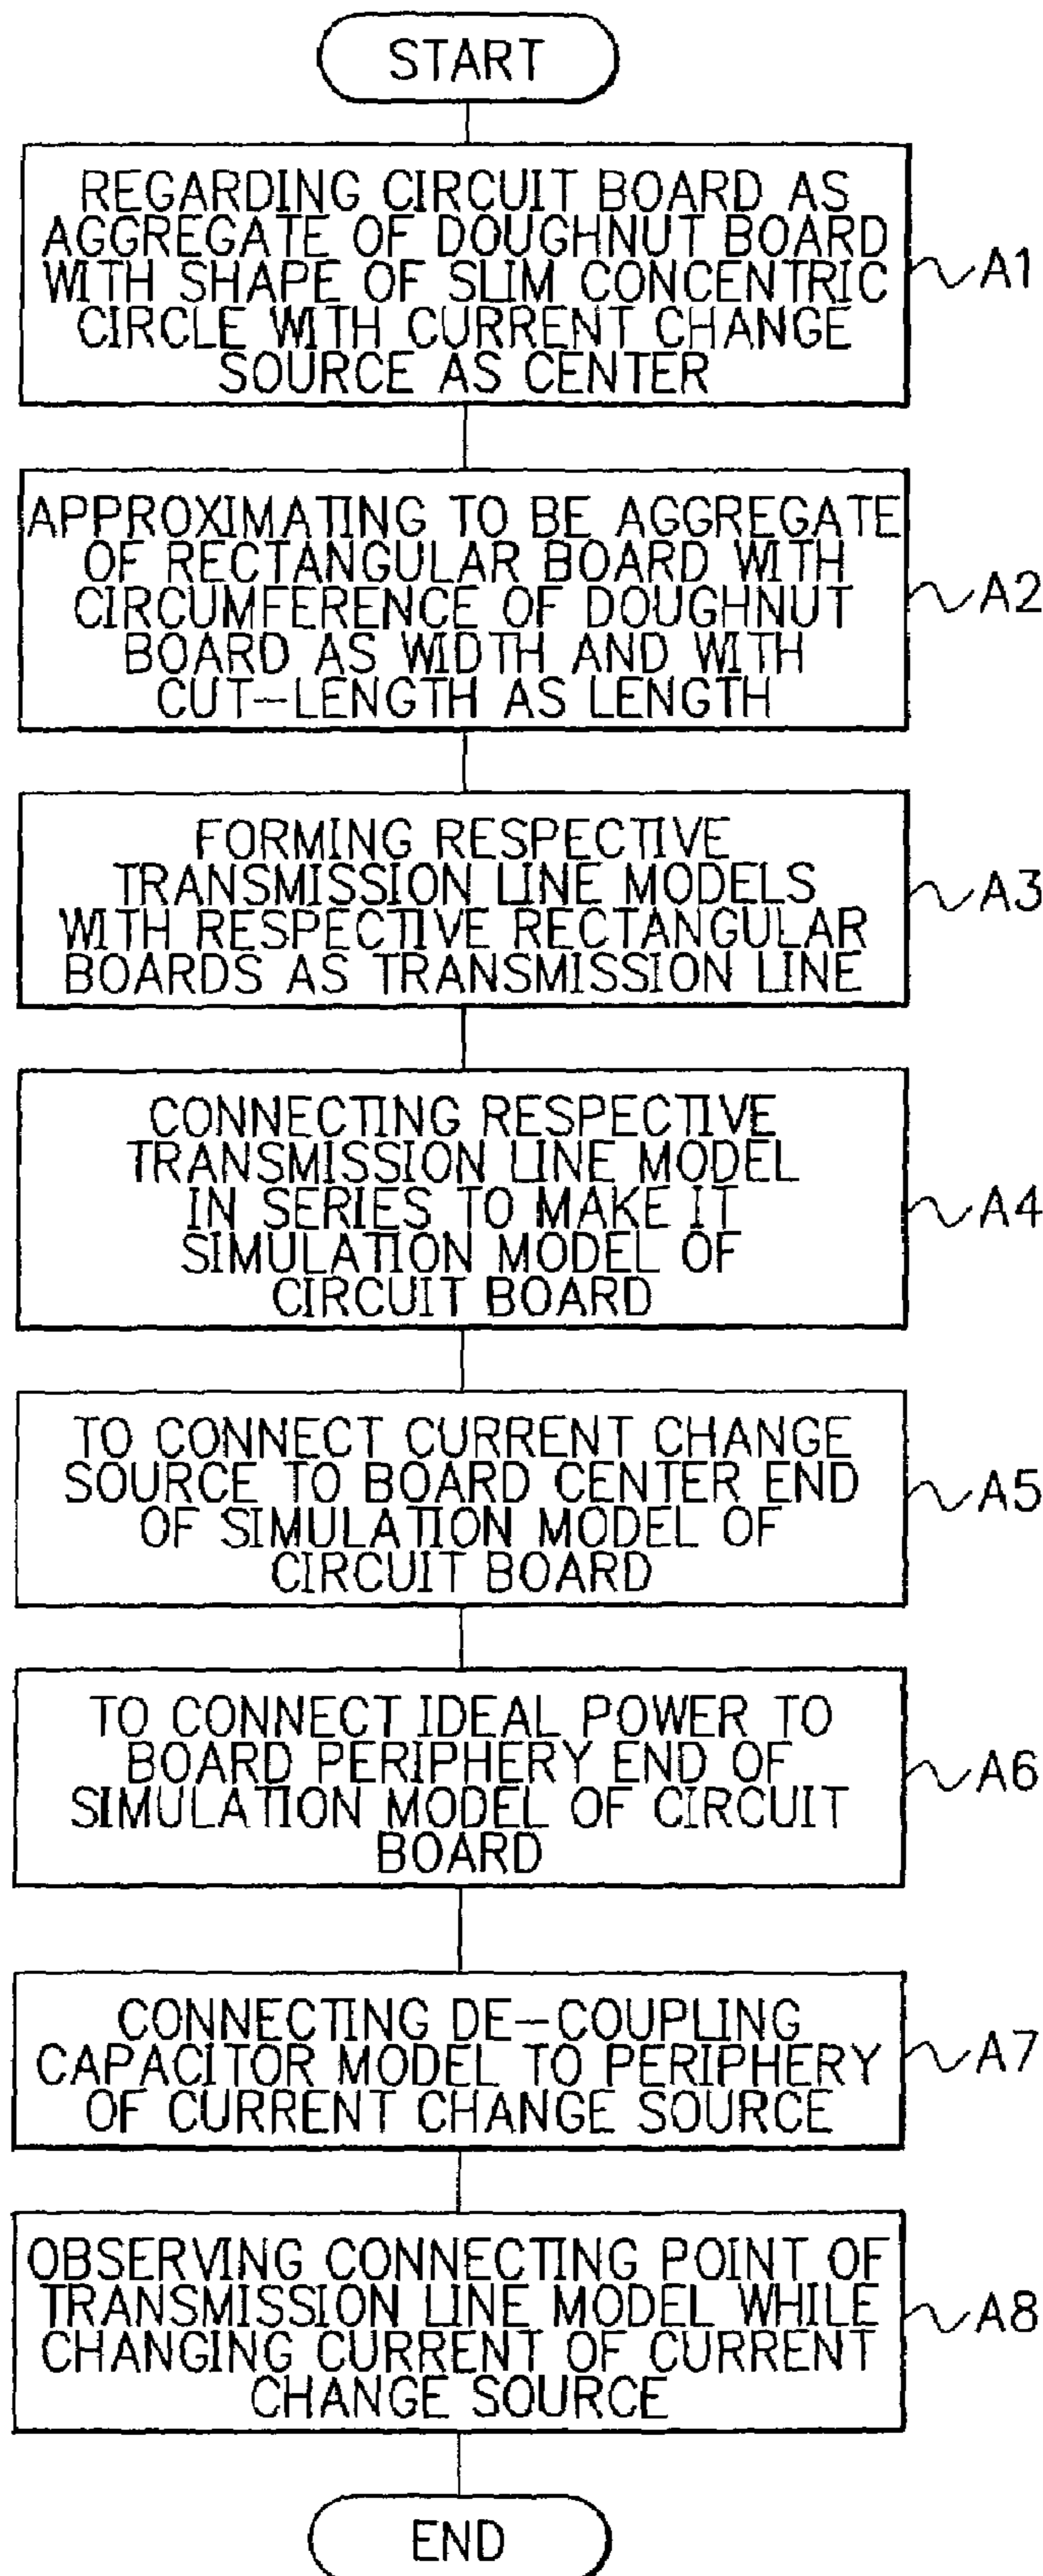 START
REGARDING CIRCUIT BOARD AS
AGGREGATE OF DOUGHNUT BOARD
WITH SHAPE OF SLIM CONCENTRIC
CIRCLE WITH CURRENT CHANGE
SOURCE AS CENTER
A1
APPROXIMATING TO BE AGGREGATE
OF RECTANGULAR BOARD WITH
CIRCUMFERENCE OF DOUGHNUT
BOARD AS WIDTH AND WITH
CUT-LENGTH AS LENGTH
A2
FORMING RESPECTIVE
TRANSMISSION LINE MODELS
WITH RESPECTIVE RECTANGULAR
BOARDS AS TRANSMISSION LINE
A3
CONNECTING RESPECTIVE
TRANSMISSION LINE MODEL
IN SERIES TO MAKE IT
SIMULATION MODEL OF
CIRCUIT BOARD
A4
TO CONNECT CURRENT CHANGE
SOURCE TO BOARD CENTER END
OF SIMULATION MODEL OF
CIRCUIT BOARD
A5
TO CONNECT IDEAL POWER TO
BOARD PERIPHERY END OF
SIMULATION MODEL OF CIRCUIT
BOARD
A6
CONNECTING DE-COUPLING
CAPACITOR MODEL TO PERIPHERY
OF CURRENT CHANGE SOURCE
A7
OBSERVING CONNECTING POINT OF
TRANSMISSION LINE MODEL WHILE
CHANGING CURRENT OF CURRENT
CHANGE SOURCE
A8
END